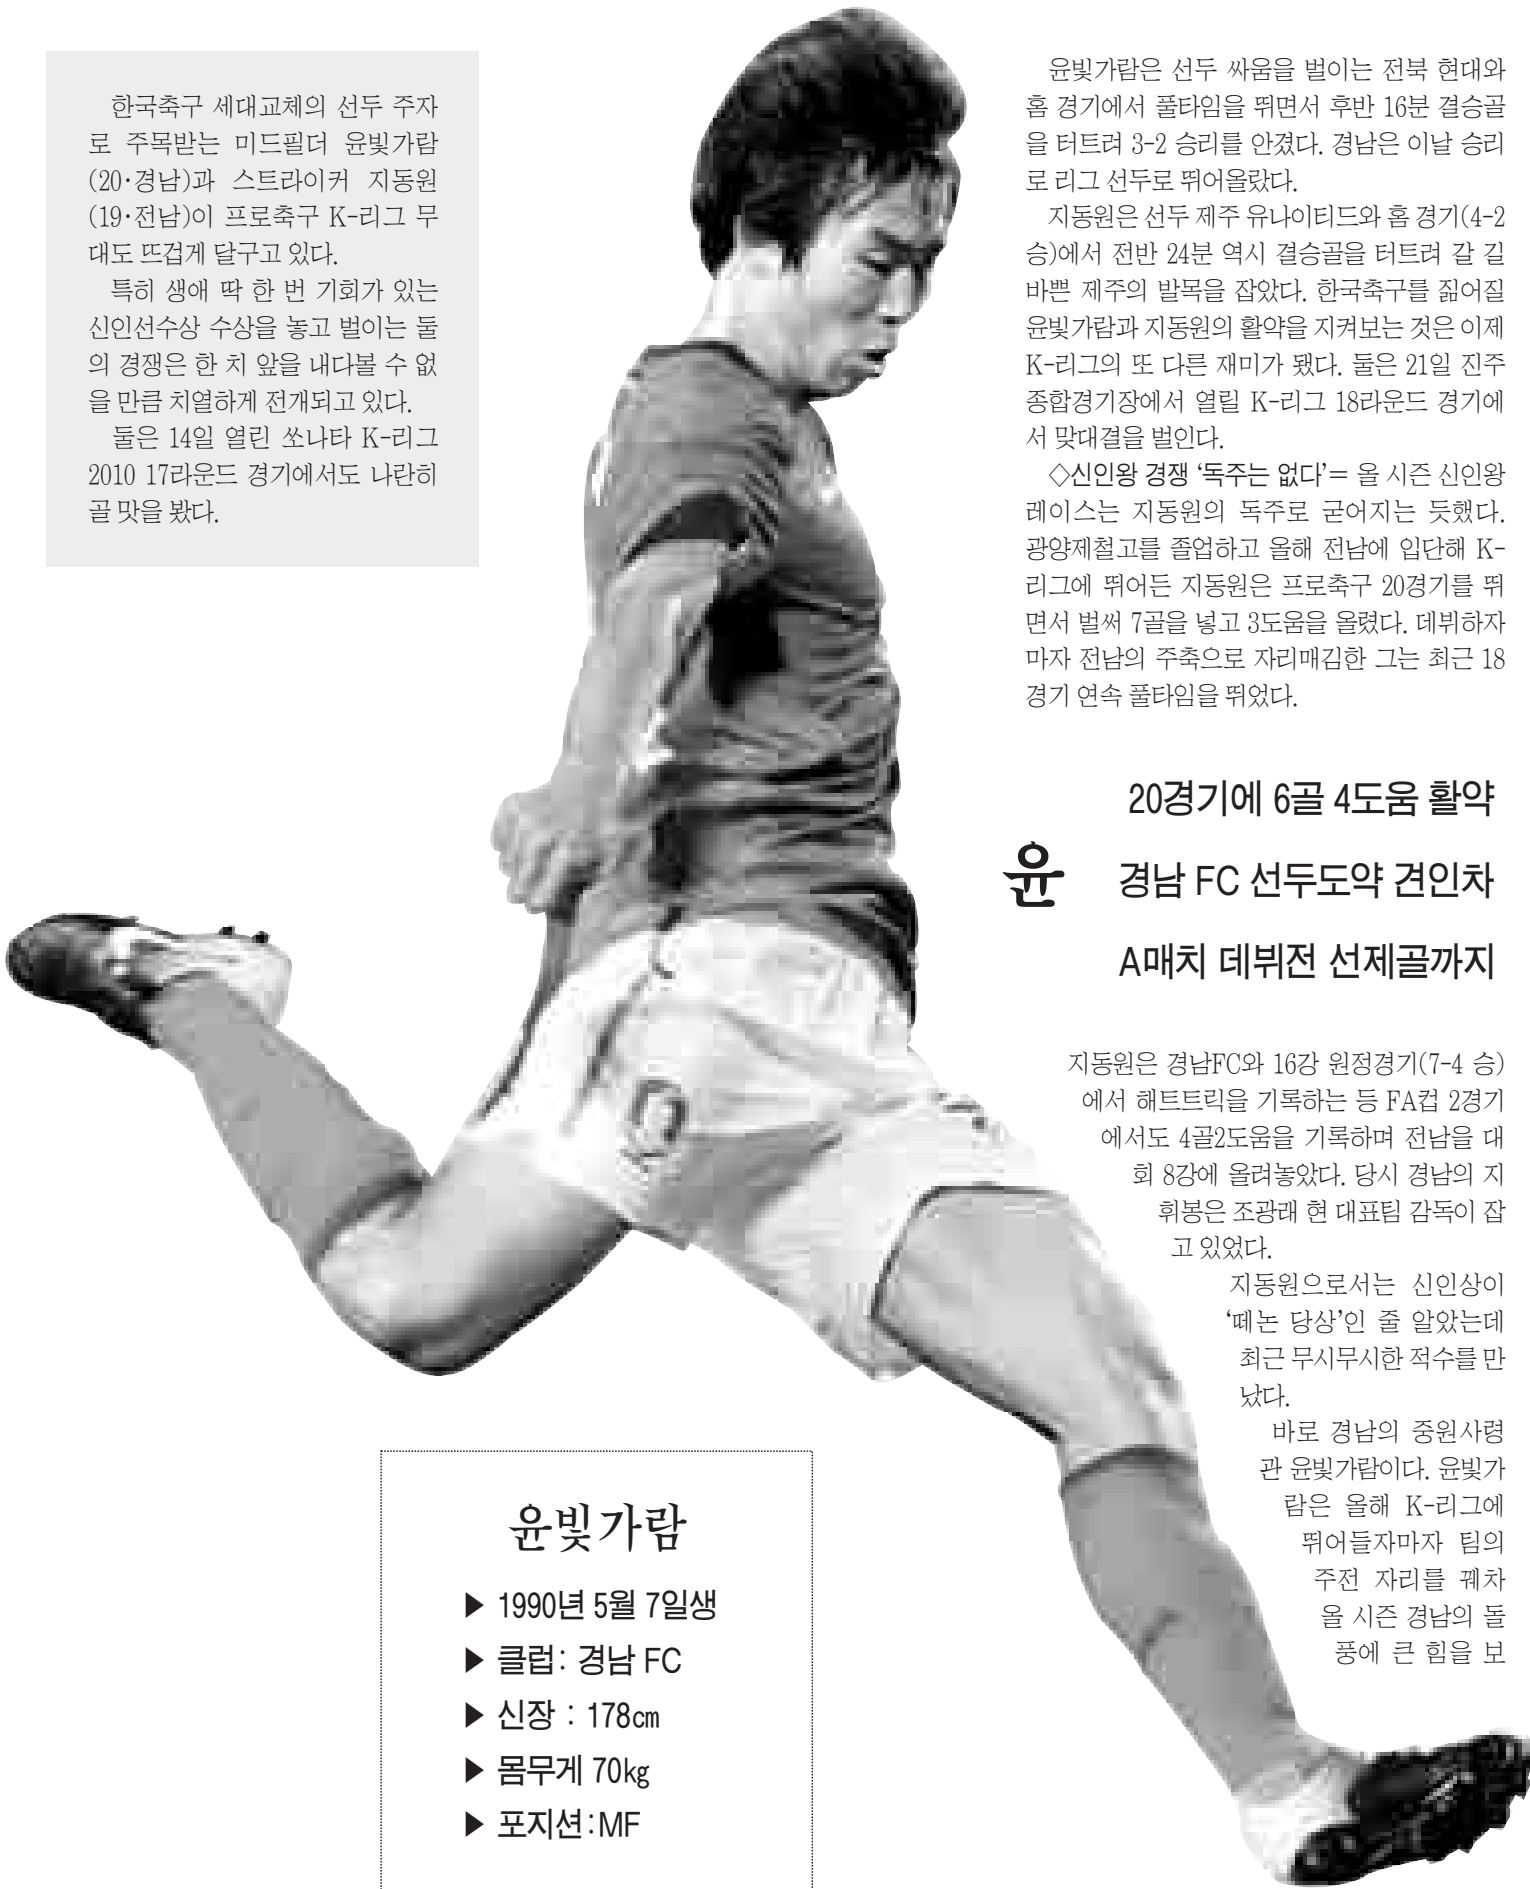 한국축구 세대교체의 선두 주자
로 주목받는 미드필더 윤빛가람
(20·경남)과 스트라이커 지동원
(19·전남)이 프로축구 K-리그 무
대도 뜨겁게 달구고 있다.
특히 생애 딱 한 번 기회가 있는
신인선수상 수상을 놓고 벌이는 둘
의 경쟁은 한 치 앞을 내다볼 수 없
을 만큼 치열하게 전개되고 있다.
둘은 14일 열린 쏘나타 K-리그
2010 17라운드 경기에서도 나란히
골 맛을 봤다.
윤빛가람은 선두 싸움을 벌이는 전북 현대와
홈 경기에서 풀타임을 뛰면서 후반 16분 결승골
을 터트려 3-2 승리를 안겼다. 경남은 이날 승리
로 리그 선두로 뛰어올랐다.
지동원은 선두 제주 유나이티드와 홈 경기(4-2
승)에서 전반 24분 역시 결승골을 터트려 갈 길
바쁜 제주의 발목을 잡았다. 한국축구를 짊어질
윤빛가람과 지동원의 활약을 지켜보는 것은 이제
K-리그의 또 다른 재미가 됐다. 둘은 21일 진주
종합경기장에서 열릴 K-리그 18라운드 경기에
서 맞대결을 벌인다.
◇신인왕 경쟁 ‘독주는 없다’= 올 시즌 신인왕
레이스는 지동원의 독주로 굳어지는 듯했다.
광양제철고를 졸업하고 올해 전남에 입단해 K-
리그에 뛰어든 지동원은 프로축구 20경기를 뛰
면서 벌써 7골을 넣고 3도움을 올렸다. 데뷔하자
마자 전남의 주축으로 자리매김한 그는 최근 18
경기 연속 풀타임을 뛰었다.
20경기에 6골 4도움 활약
윤 경남 FC 선두도약 견인차
A매치 데뷔전 선제골까지
지동원은 경남FC와 16강 원정경기(7-4 승)
에서 해트트릭을 기록하는 등 FA컵 2경기
에서도 4골2도움을 기록하며 전남을 대
회 8강에 올려놓았다. 당시 경남의 지
휘봉은 조광래 현 대표팀 감독이 잡
고 있었다.
지동원으로서는 신인상이
‘떼논 당상’인 줄 알았는데
최근 무시무시한 적수를 만
났다.
바로 경남의 중원사령
관 윤빛가람이다. 윤빛가
람은 올해 K-리그에
뛰어들자마자 팀의
주전 자리를 꿰차
올 시즌 경남의 돌
풍에 큰 힘을 보
윤빛가람
▶ 1990년 5월 7일생
▶ 클럽: 경남 FC
▶ 신장 : 178㎝
▶ 몸무게 70㎏
▶ 포지션:MF